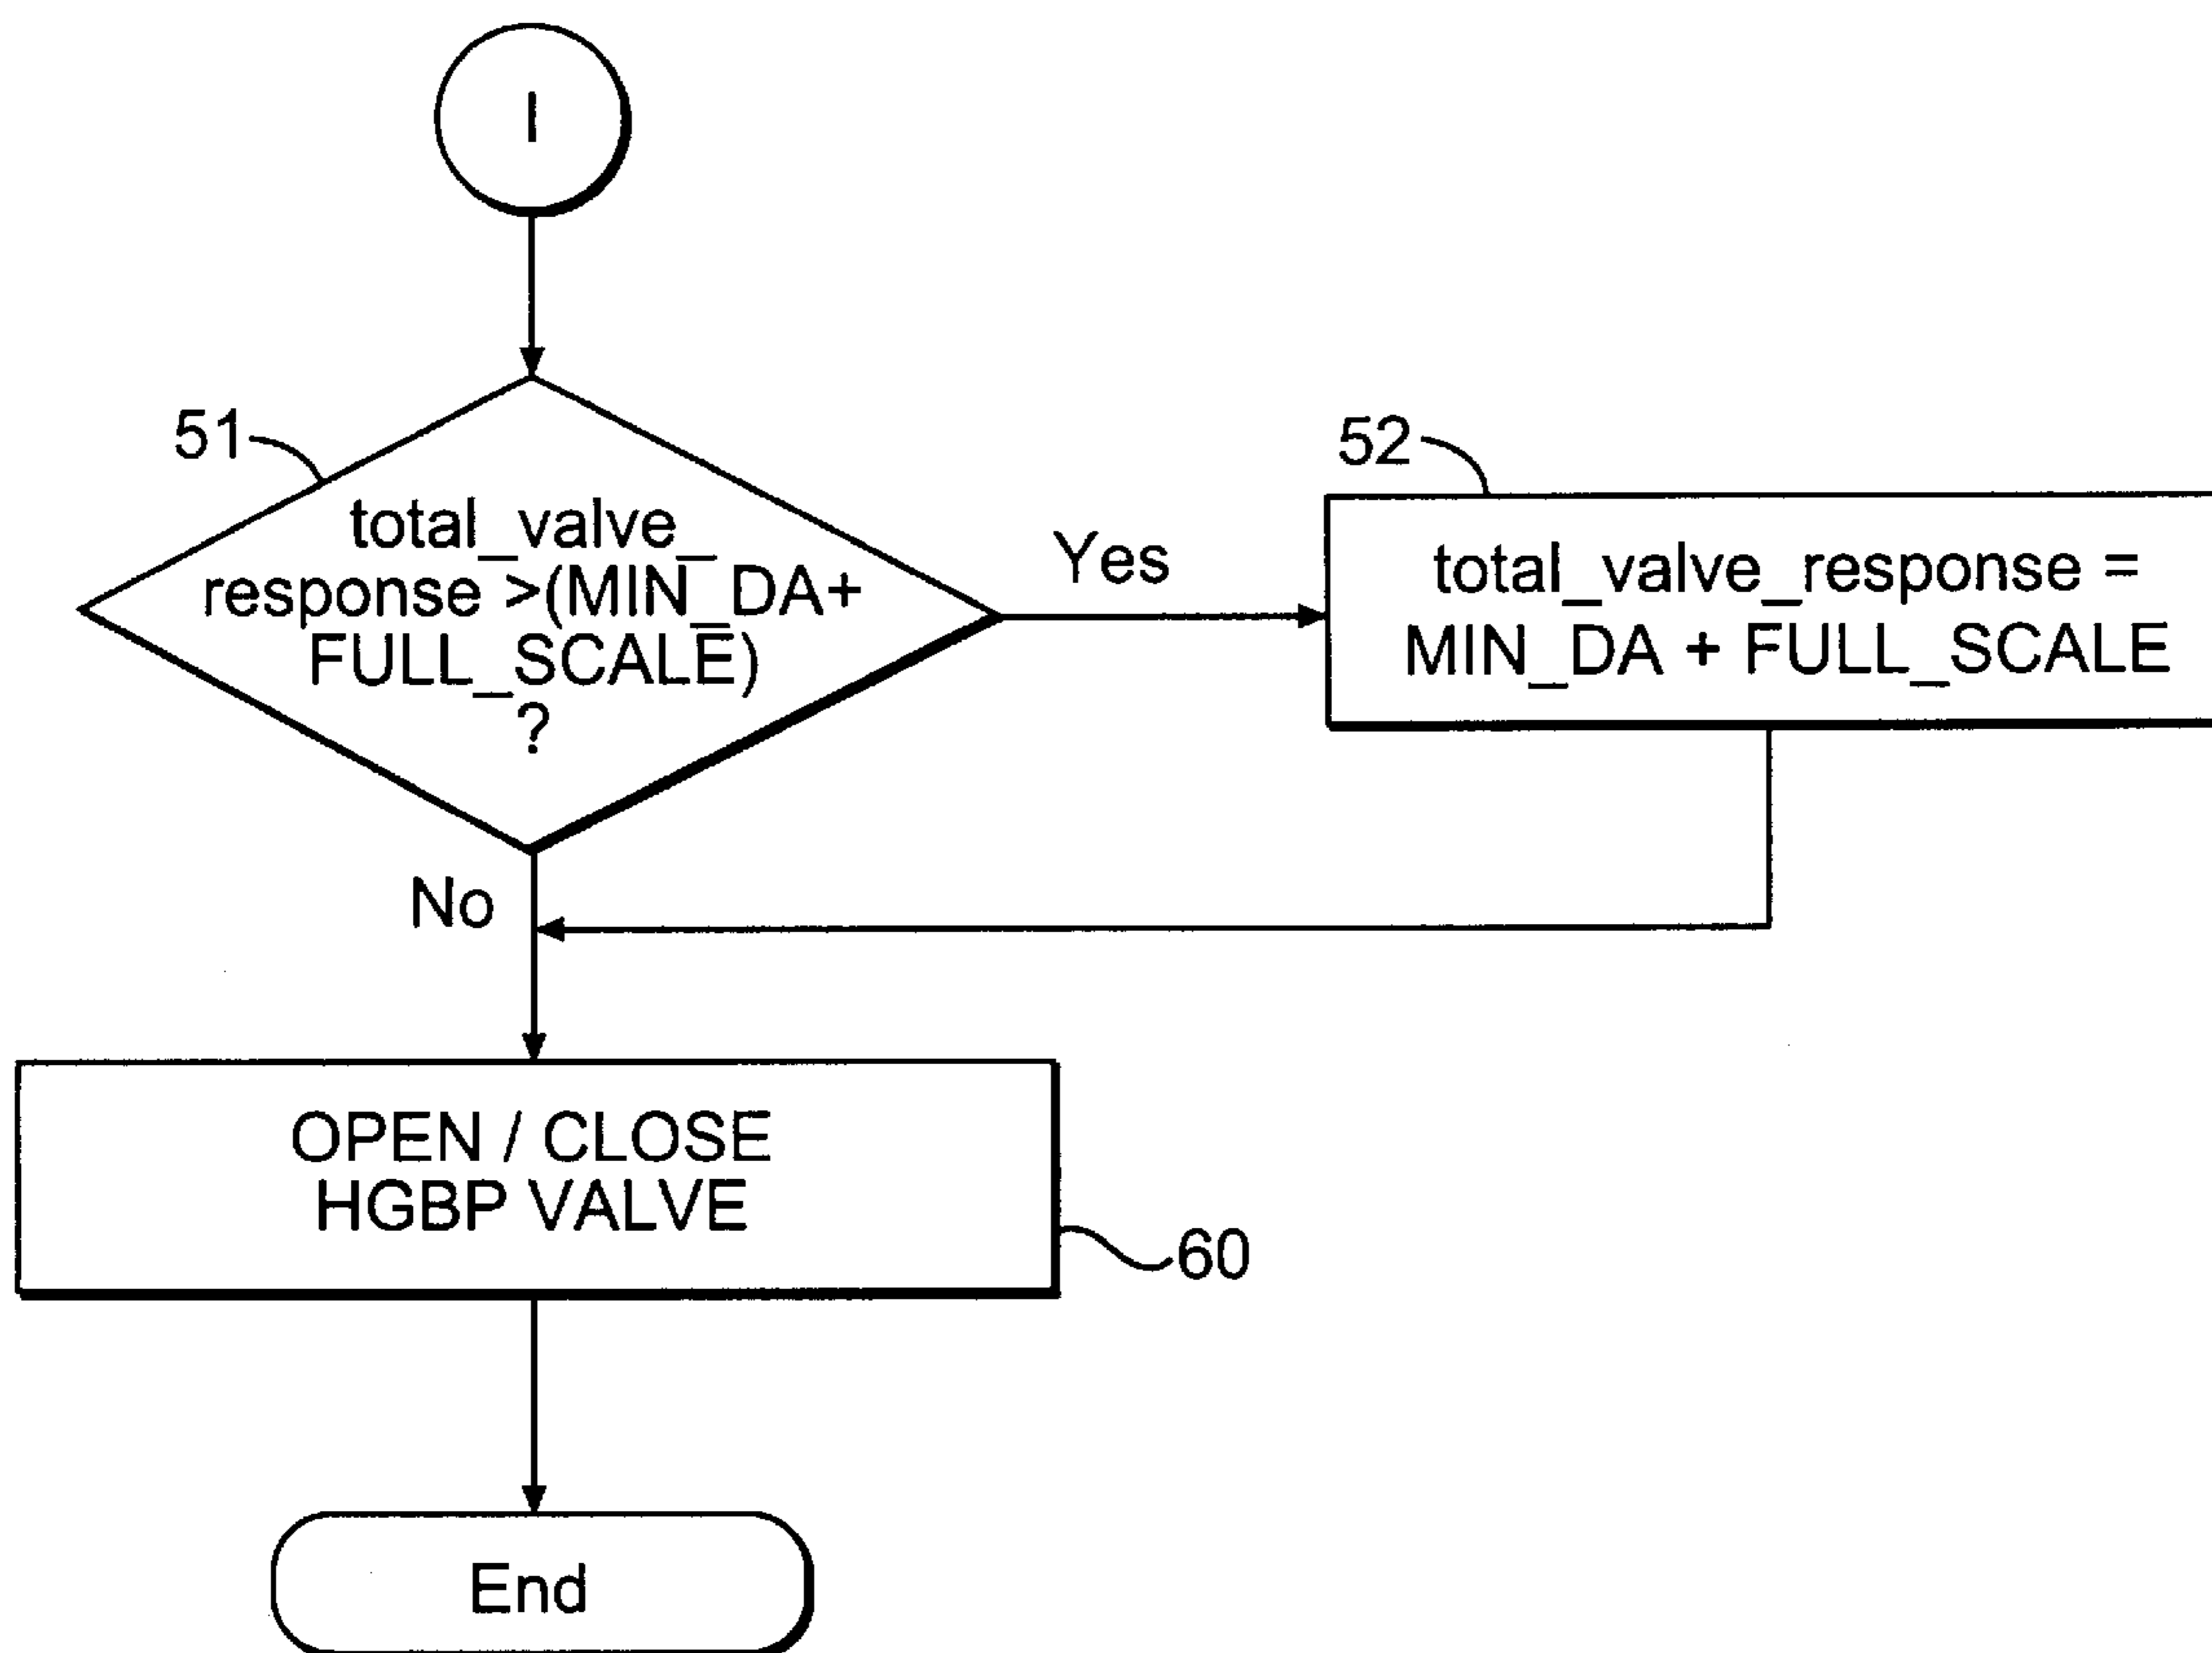 I
51
total_valve_
response >(MIN_DA+
FULL_SCALE)
?
Yes
52
total_valve_response =
MIN_DA + FULL_SCALE
No
OPEN / CLOSE
HGBP VALVE
60
End